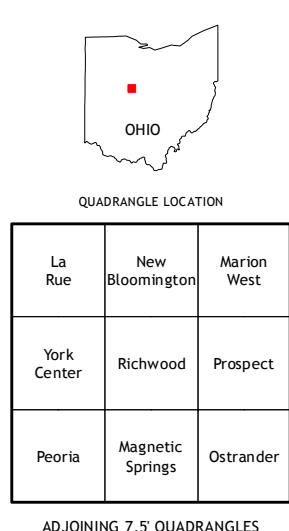 OHIO
QUADRANGLE LOCATION
La
Rue
New
Bloomington
Marion
West
York
Center
Richwood
Prospect
Peoria
Magnetic
Springs
Ostrander
ADJOINING 7.5' QUADRANGLES